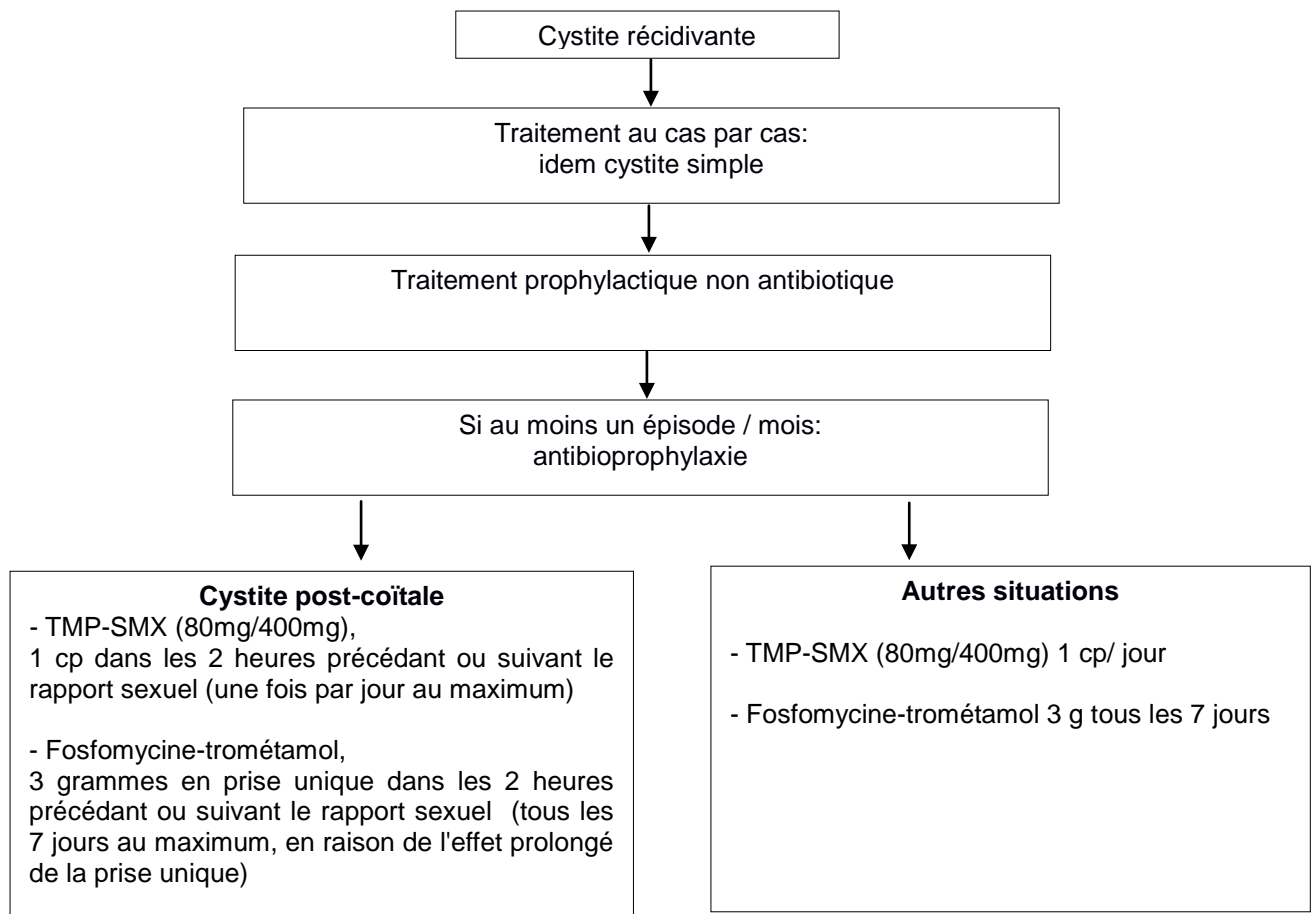 Cystite récidivante
Traitement au cas par cas:
idem cystite simple
Traitement prophylactique non antibiotique
Si au moins un épisode / mois:
antibioprophylaxie
Cystite post-coïtale
- TMP-SMX (80mg/400mg),
1 cp dans les 2 heures précédant ou suivant le
rapport sexuel (une fois par jour au maximum)
- Fosfomycine-trométamol,
3 grammes en prise unique dans les 2 heures
précédant ou suivant le rapport sexuel (tous les
7 jours au maximum, en raison de l'effet prolongé
de la prise unique)
Autres situations
- TMP-SMX (80mg/400mg) 1 cp/ jour
- Fosfomycine-trométamol 3 g tous les 7 jours